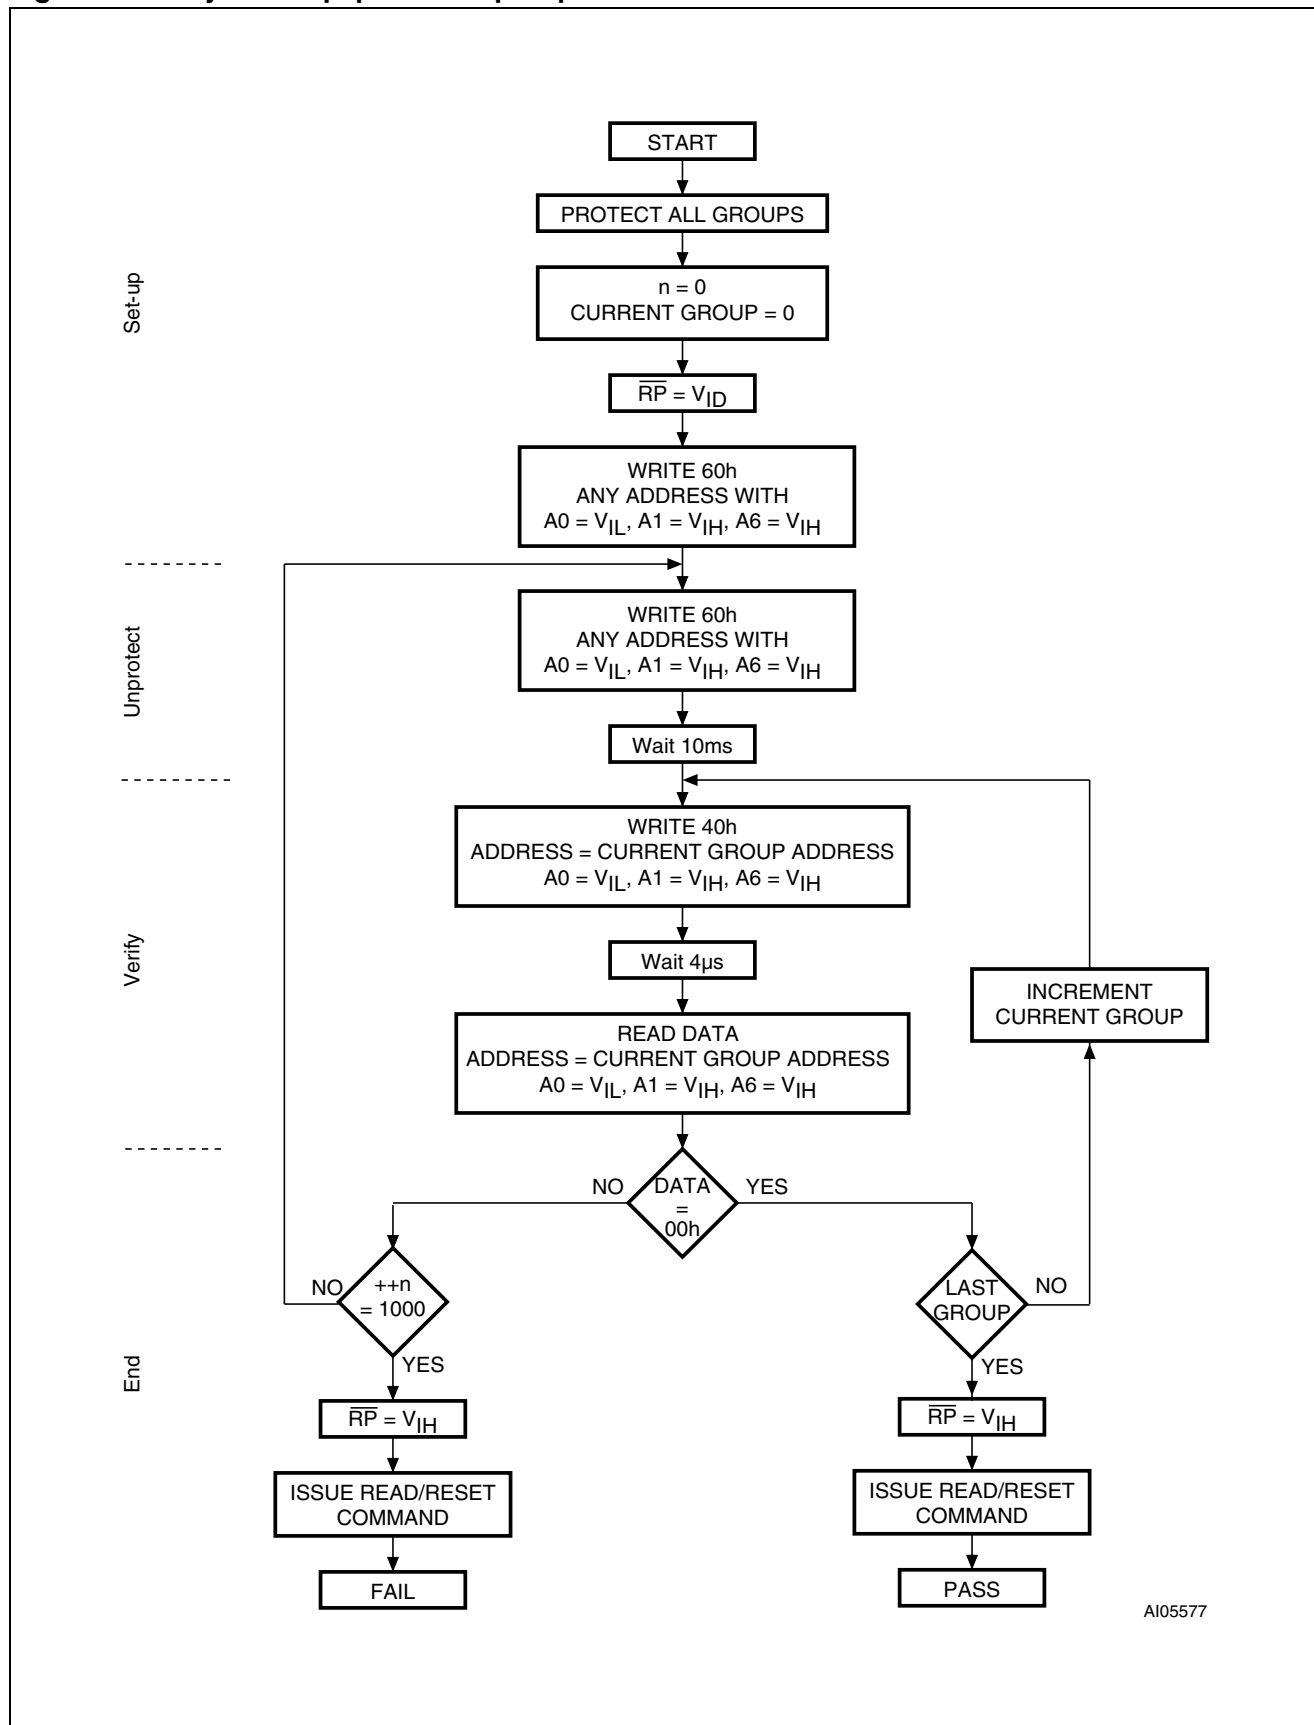 START
PROTECT ALL GROUPS
n = 0
CURRENT GROUP = 0
Set-up
RP = VID
WRITE 60h
ANY ADDRESS WITH
A0 = VIL, A1 = VIH, A6 = VIH
WRITE 60h
ANY ADDRESS WITH
A0 = VIL, A1 = VIH, A6 = VIH
Unprotect
Wait 10ms
WRITE 40h
ADDRESS = CURRENT GROUP ADDRESS
A0 = VIL, A1 = VIH, A6 = VIH
Verify
Wait 4µs
INCREMENT
CURRENT GROUP
READ DATA
ADDRESS = CURRENT GROUP ADDRESS
A0 = VIL, A1 = VIH, A6 = VIH
NO
DATA
=
00h
YES
NO
++n
= 1000
YES
LAST
GROUP
NO
YES
End
RP = VIH
RP = VIH
ISSUE READ/RESET
COMMAND
ISSUE READ/RESET
COMMAND
FAIL
PASS
AI05577